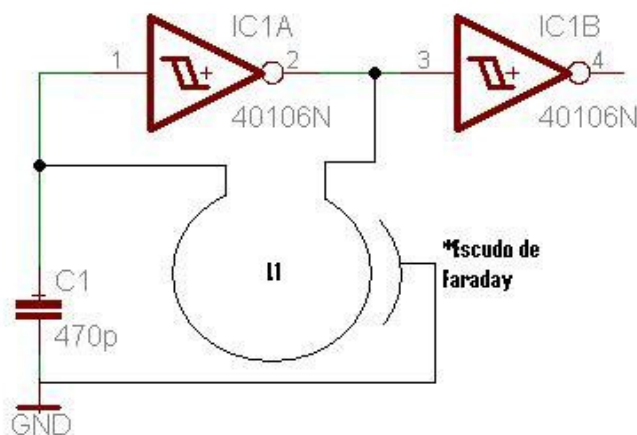 IC1A
IC1B
1
2
3
4
40106N
40106N
L1
*Escudo de
Faraday
C1
470p
GND